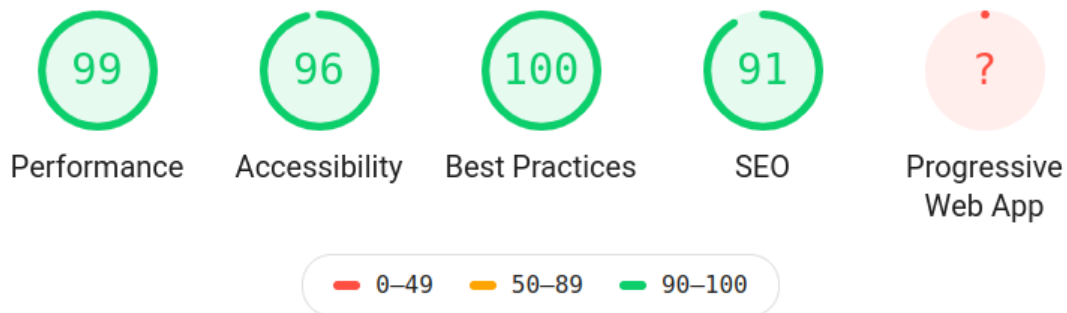 99 96 100 91 ?
Performance Accessibility Best Practices SEO Progressive
Web App
0–49 50–89 90–100